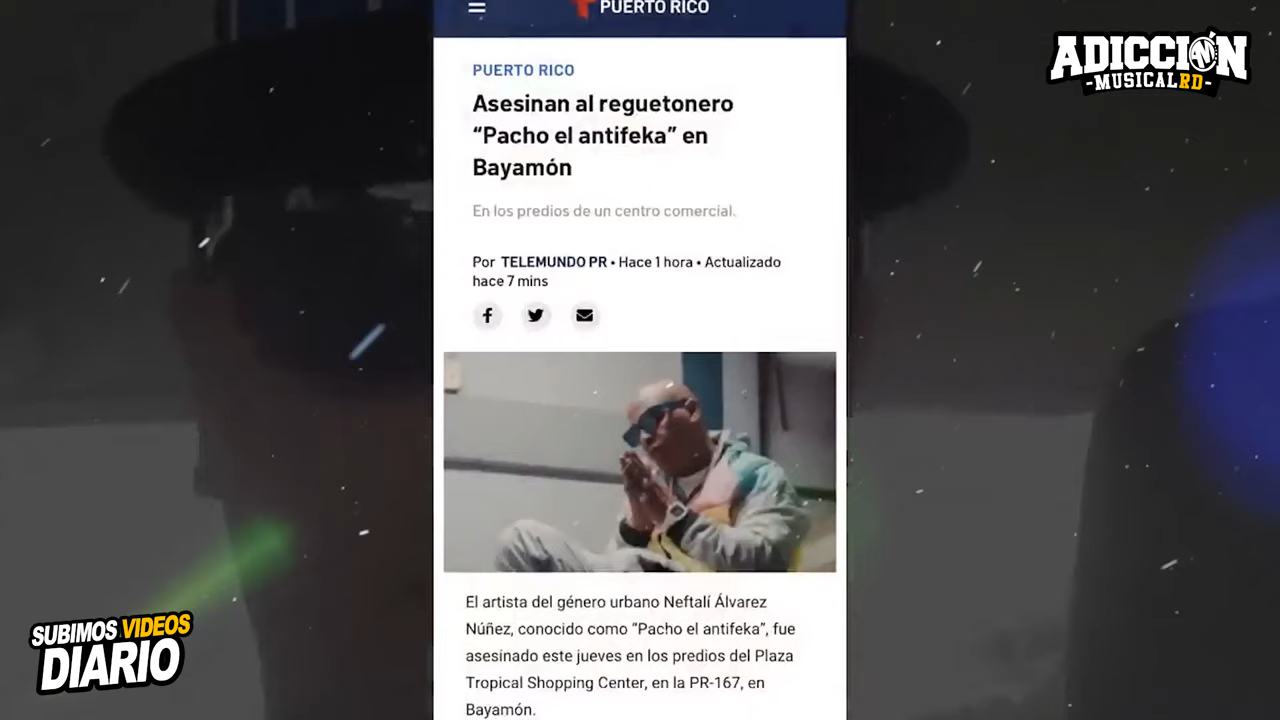 PUERTO RICO
ADICCIÓN
-MUSICALRD-
PUERTO RICO
Asesinan al reguetonero
“Pacho el antifeka” en
Bayamón
En los predios de un centro comercial.
Por TELEMUNDO PR • Hace 1 hora • Actualizado
hace 7 mins
El artista del género urbano Neftalí Álvarez
Núñez, conocido como “Pacho el antifeka”, fue
asesinado este jueves en los predios del Plaza
Tropical Shopping Center, en la PR-167, en
Bayamón.
SUBIMOS VIDEOS
DIARIO